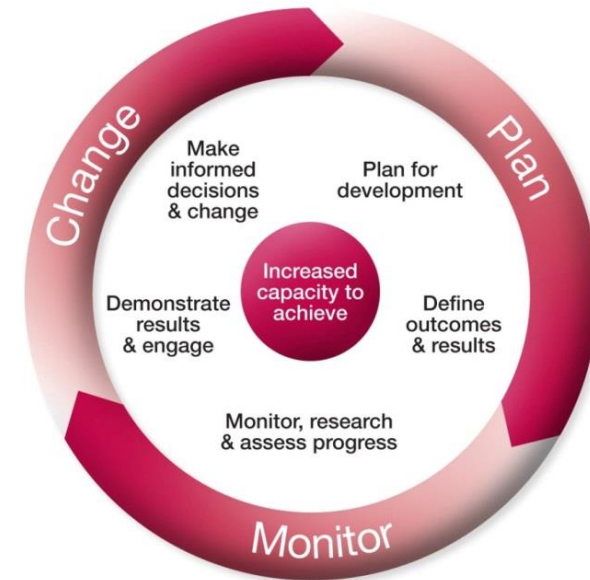 Change
Plan
Make
informed
decisions
& change
Plan for
development
Increased
capacity to
achieve
Demonstrate
results
& engage
Define
outcomes
& results
Monitor, research
& assess progress
Monitor